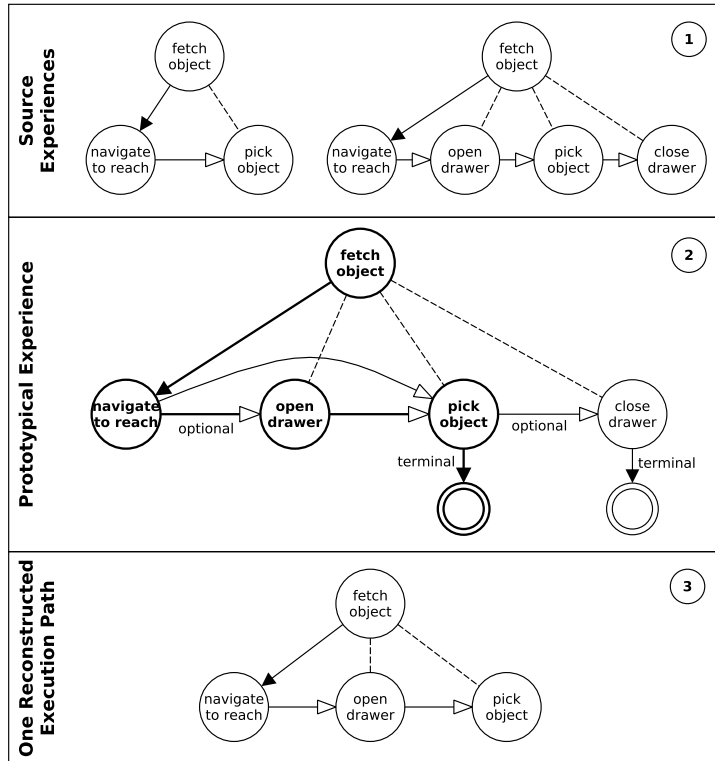 Source
Experiences
1
fetch
object
navigate
to reach
pick
object
fetch
object
navigate
to reach
open
drawer
pick
object
close
drawer
Prototypical Experience
2
fetch
object
navigate
to reach
optional
open
drawer
pick
object
optional
close
drawer
terminal
terminal
One Reconstructed
Execution Path
3
fetch
object
navigate
to reach
open
drawer
pick
object